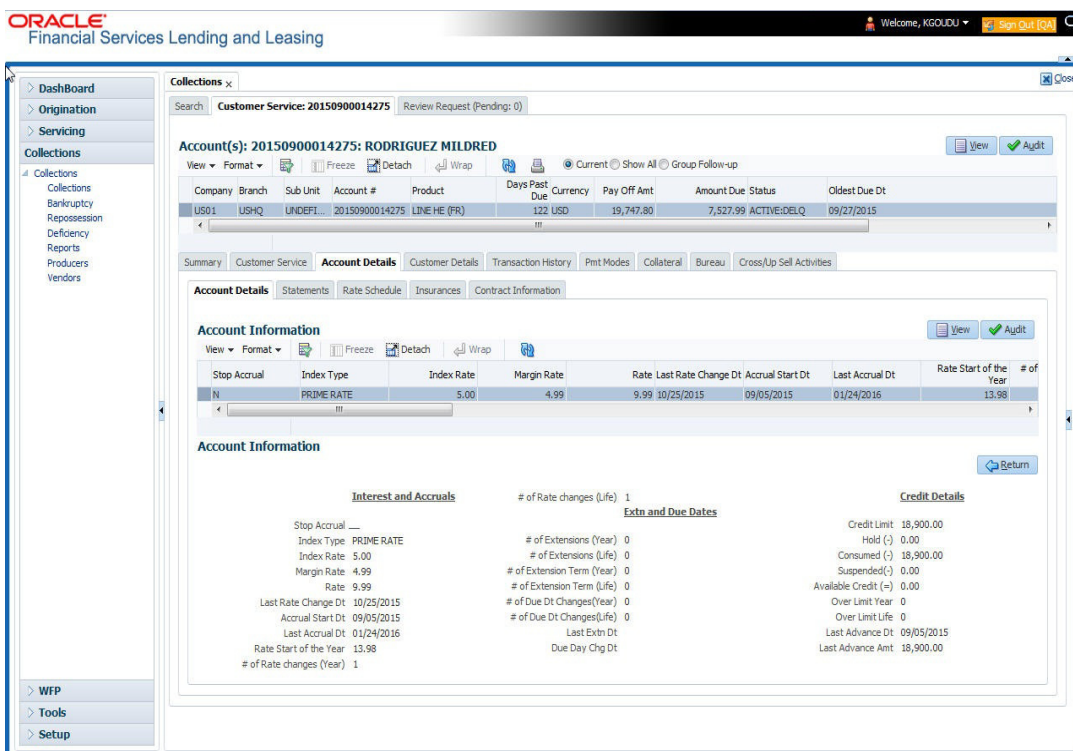 ORACLE
Financial Services Lending and Leasing
Welcome, KGOUDU
Sign Out [QA]
DashBoard
Origination
Servicing
Collections
Collections
Collections
Bankruptcy
Repossession
Deficiency
Reports
Producers
Vendors
WFP
Tools
Setup
Collections x
Close
Search Customer Service: 20150900014275 Review Request (Pending: 0)
Account(s): 20150900014275: RODRIGUEZ MILDRED
View Audit
View Format Freeze Detach Wrap Current Show All Group Follow-up
Company Branch Sub Unit Account # Product Days Past Due Currency Pay Off Amt Amount Due Status Oldest Due Dt
US01 USHQ UNDEFI... 20150900014275 LINE HE (FR) 122 USD 19,747.80 7,527.99 ACTIVE:DELQ 09/27/2015
Summary Customer Service Account Details Customer Details Transaction History Pmt Modes Collateral Bureau Cross/Up Sell Activities
Account Details Statements Rate Schedule Insurances Contract Information
Account Information
View Audit
View Format Freeze Detach Wrap
Stop Accrual Index Type Index Rate Margin Rate Rate Last Rate Change Dt Accrual Start Dt Last Accrual Dt Rate Start of the Year # of
N PRIME RATE 5.00 4.99 9.99 10/25/2015 09/05/2015 01/24/2016 13.98
Account Information
Return
Interest and Accruals
Stop Accrual
Index Type PRIME RATE
Index Rate 5.00
Margin Rate 4.99
Rate 9.99
Last Rate Change Dt 10/25/2015
Accrual Start Dt 09/05/2015
Last Accrual Dt 01/24/2016
Rate Start of the Year 13.98
# of Rate changes (Year) 1
# of Rate changes (Life) 1
Extn and Due Dates
# of Extensions (Year) 0
# of Extensions (Life) 0
# of Extension Term (Year) 0
# of Extension Term (Life) 0
# of Due Dt Changes(Year) 0
# of Due Dt Changes(Life) 0
Last Extn Dt
Due Day Chg Dt
Credit Details
Credit Limit 18,900.00
Hold (-) 0.00
Consumed (-) 18,900.00
Suspended(-) 0.00
Available Credit (=) 0.00
Over Limit Year 0
Over Limit Life 0
Last Advance Dt 09/05/2015
Last Advance Amt 18,900.00